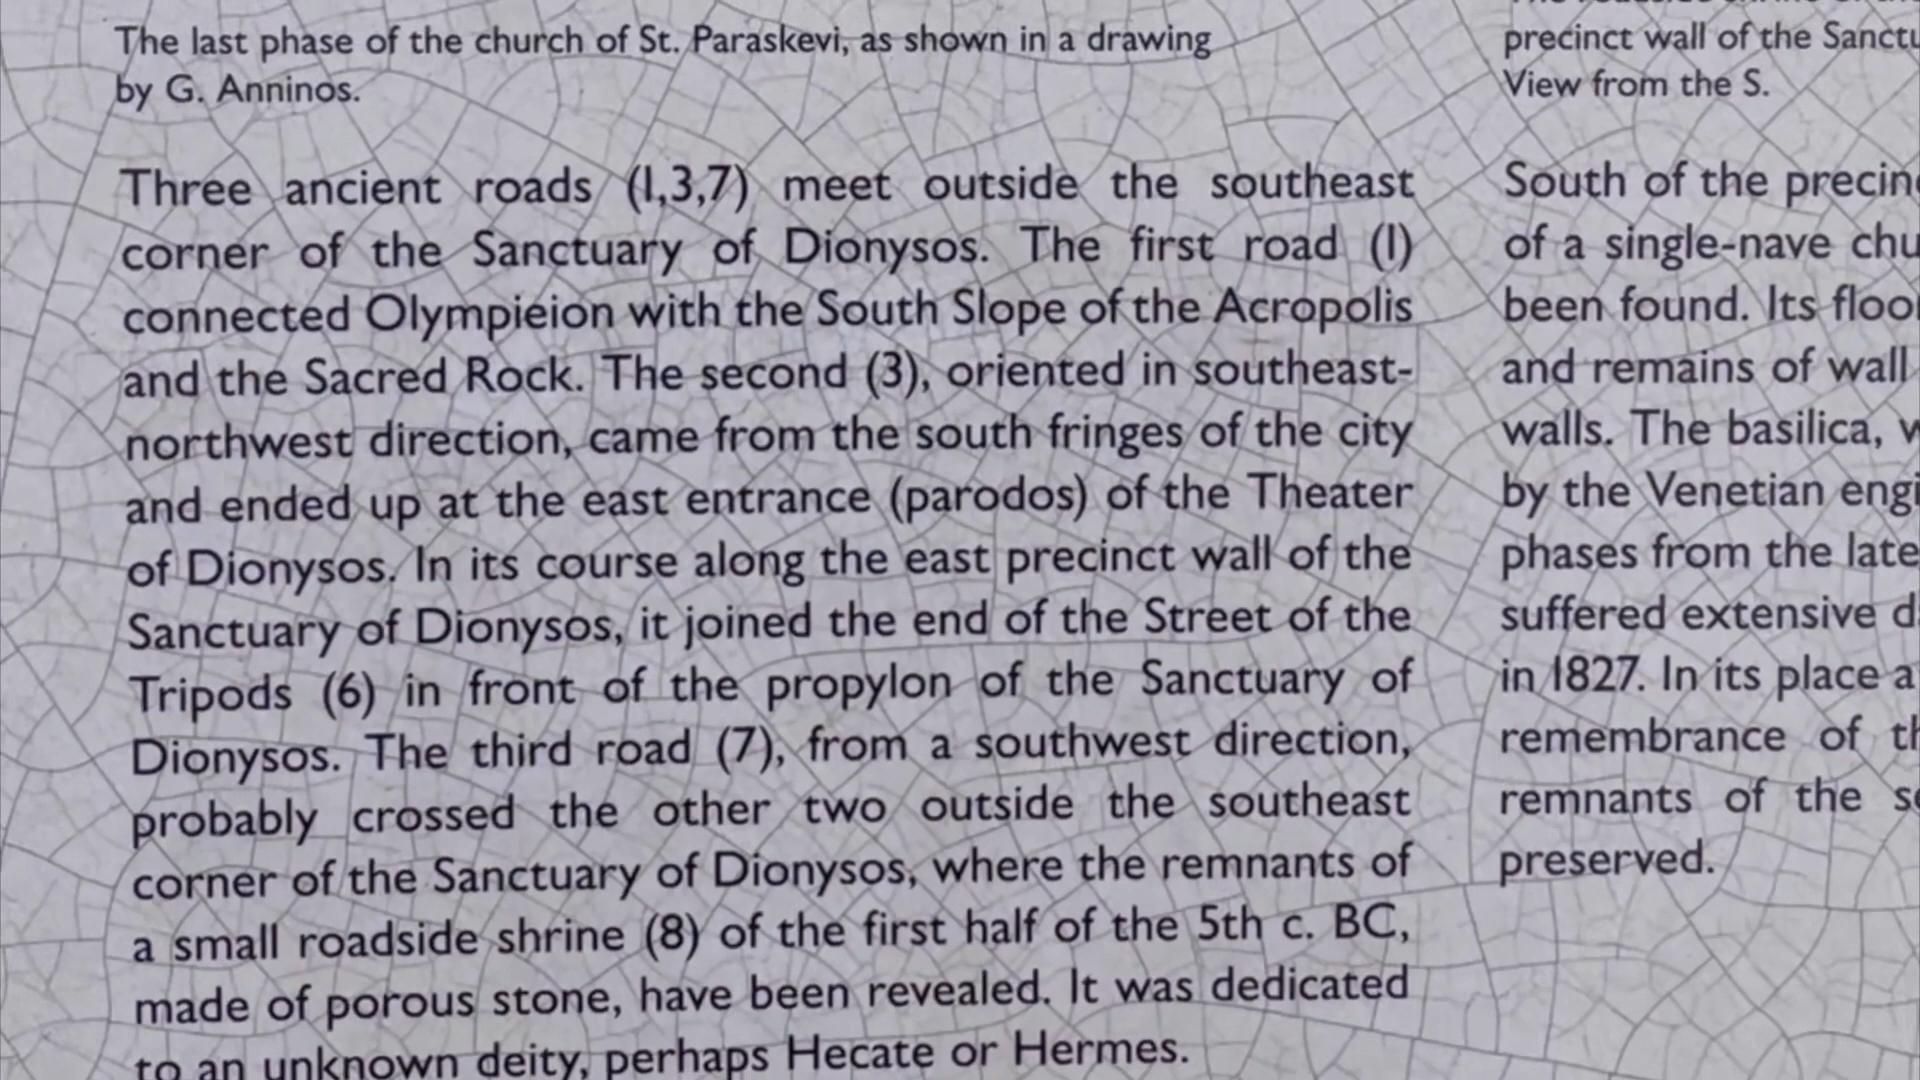 The last phase of the church of St. Paraskevi, as shown in a drawing
by G. Anninos.
Three ancient roads (1,3,7) meet outside the southeast
corner of the Sanctuary of Dionysos. The first road (1)
connected Olympieion with the South Slope of the Acropolis
and the Sacred Rock. The second (3), oriented in southeast-
northwest direction, came from the south fringes of the city
and ended up at the east entrance (parodos) of the Theater
of Dionysos. In its course along the east precinct wall of the
Sanctuary of Dionysos, it joined the end of the Street of the
Tripods (6) in front of the propylon of the Sanctuary of
Dionysos. The third road (7), from a southwest direction,
probably crossed the other two outside the southeast
corner of the Sanctuary of Dionysos, where the remnants of
a small roadside shrine (8) of the first half of the 5th c. BC,
made of porous stone, have been revealed. It was dedicated
to an unknown deity, perhaps Hecate or Hermes.
precinct wall of the
View from the S.
South of the
of a single-nave
been found. Its
and remains of wall
walls. The basilica,
by the Venetian
phases from the late
suffered extensive
in 1827. In its place a
remembrance of
remnants of the
preserved.